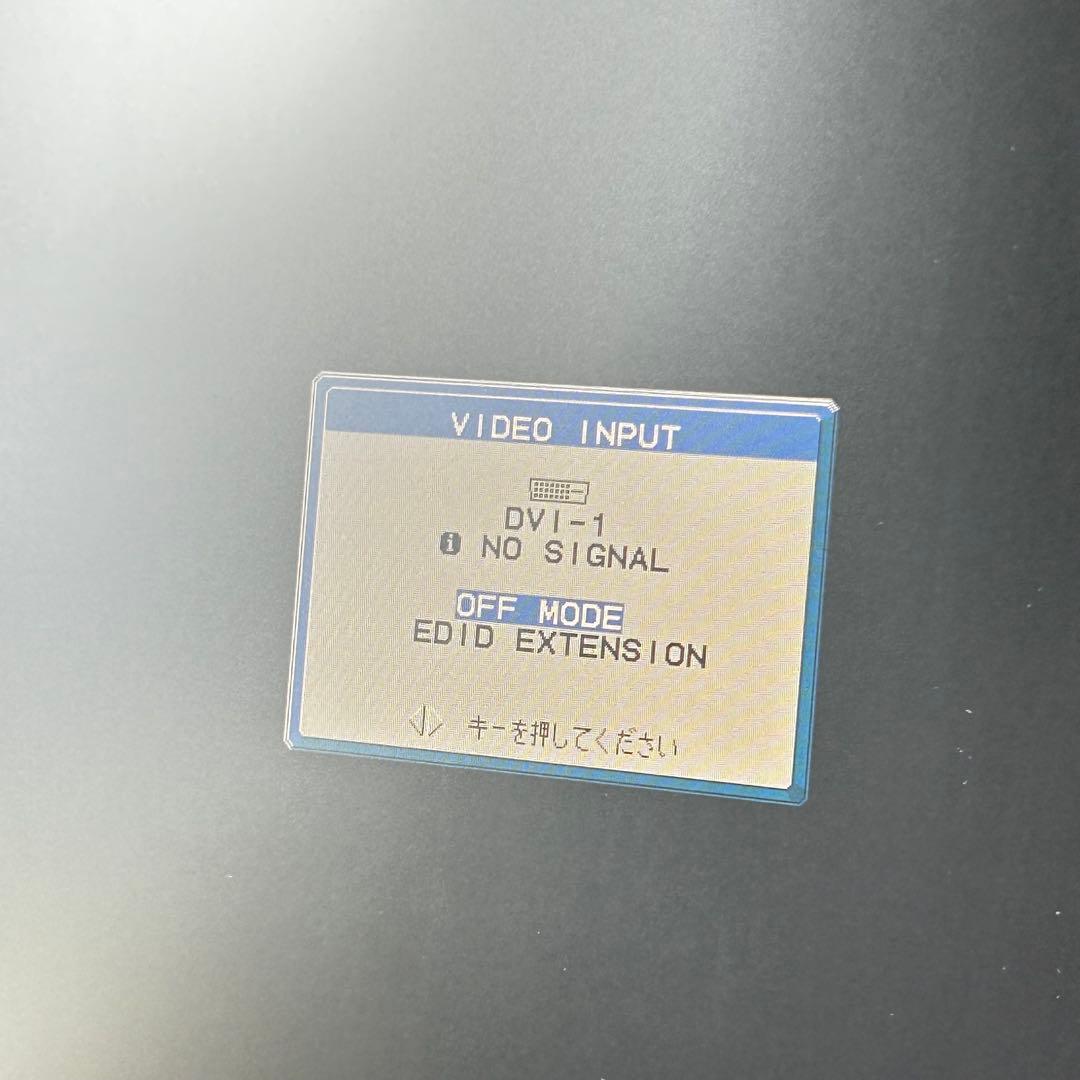 VIDEO INPUT
DVI-1
i NO SIGNAL
OFF MODE
EDID EXTENSION
キーを押してください